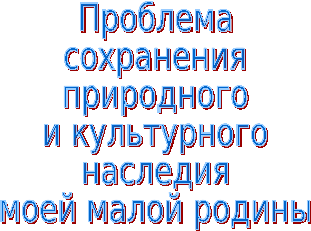 Проблема
сохранения
природного
и культурного
наследия
моей малой родины